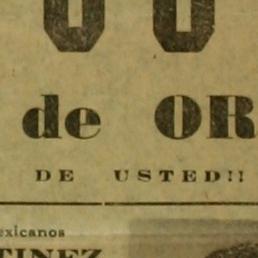 de OR
DE USTED!!
exicanos
TINEZ